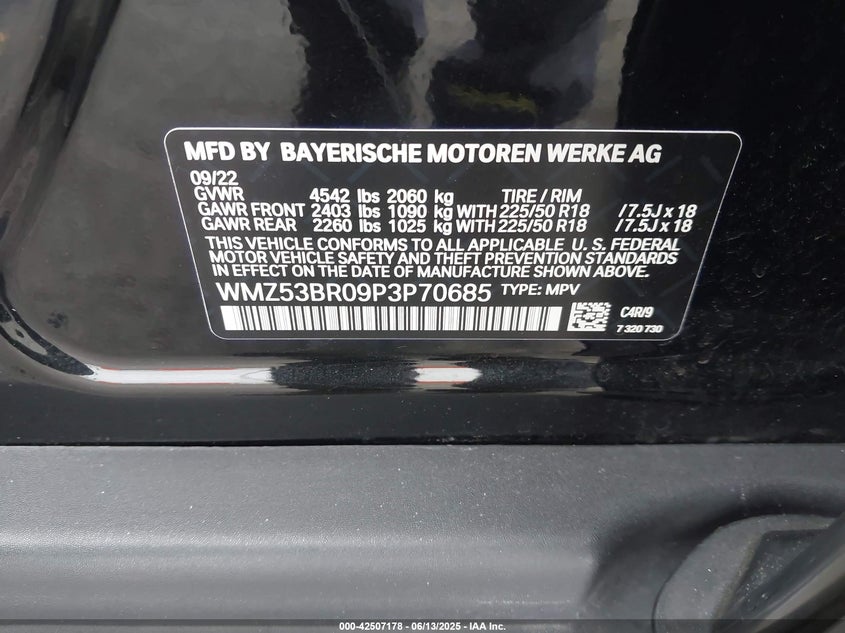 MFD BY BAYERISCHE MOTOREN WERKE AG
09/22
GVWR 4542 lbs 2060 kg TIRE / RIM
GAWR FRONT 2403 lbs 1090 kg WITH 225/50 R18 / 7.5J x 18
GAWR REAR 2260 lbs 1025 kg WITH 225/50 R18 / 7.5J x 18
THIS VEHICLE CONFORMS TO ALL APPLICABLE U. S. FEDERAL
MOTOR VEHICLE SAFETY AND THEFT PREVENTION STANDARDS
IN EFFECT ON THE DATE OF MANUFACTURE SHOWN ABOVE.
WMZ53BR09P3P70685 TYPE: MPV
C4R/9
7 320 730
000-42507178 - 06/13/2025 - IAA Inc.